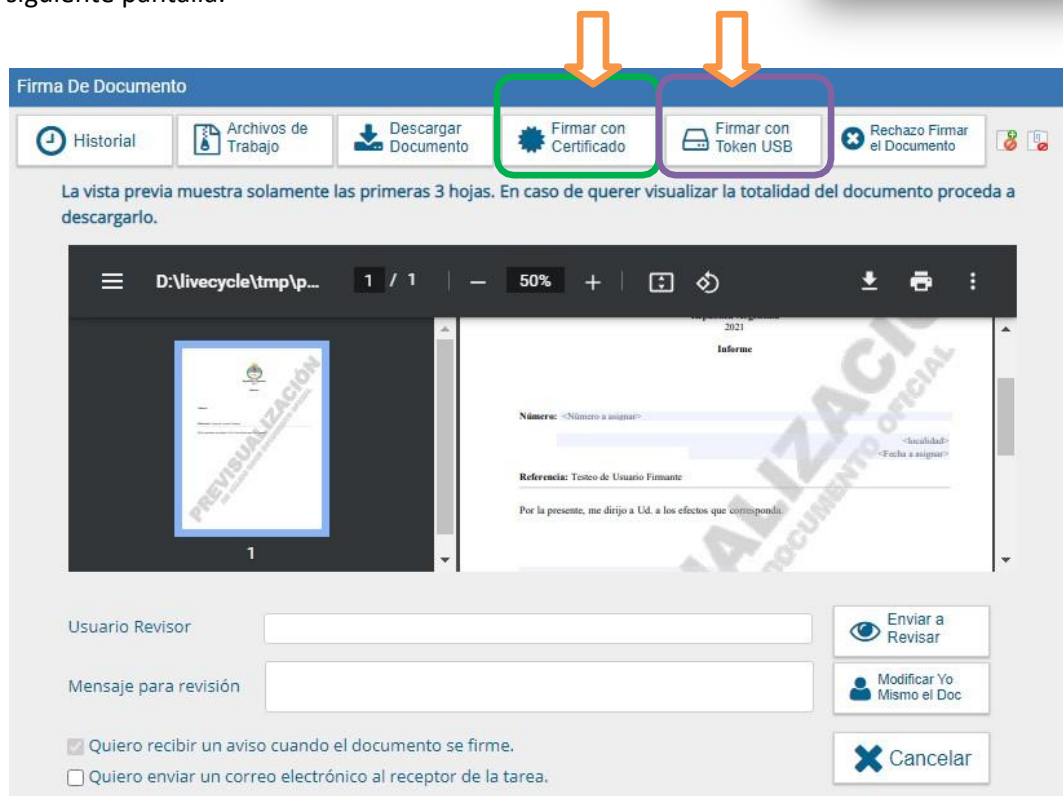 siguiente pantalla:
Firma De Documento
Historial
Archivos de
Trabajo
Descargar
Documento
Firmar con
Certificado
Firmar con
Token USB
Rechazo Firmar
el Documento
La vista previa muestra solamente las primeras 3 hojas. En caso de querer visualizar la totalidad del documento proceda a
descargarlo.
D:\livecycle\tmp\p... 1 / 1 — 50% +
PREVISUALIZACIÓN
1
2021
Informe
Número: <Número a asignar>
<localidad>
<Fecha a asignar>
Referencia: Testeo de Usuario Firmante
Por la presente, me dirijo a Ud. a los efectos que corresponda.
Usuario Revisor
Enviar a
Revisar
Mensaje para revisión
Modificar Yo
Mismo el Doc
Quiero recibir un aviso cuando el documento se firme.
Quiero enviar un correo electrónico al receptor de la tarea.
Cancelar